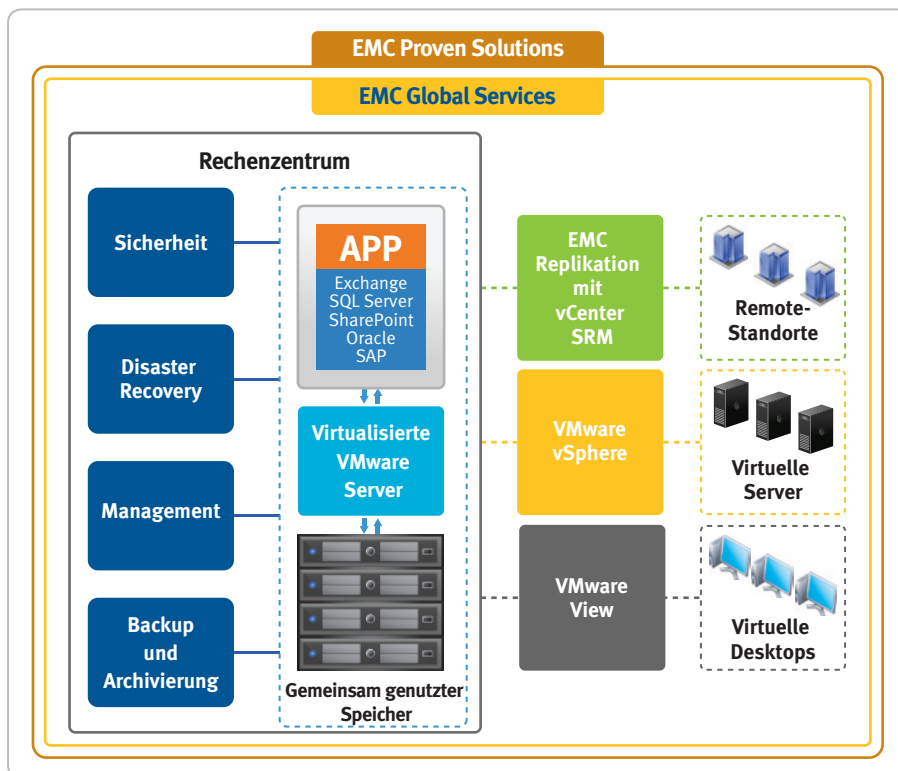 EMC Proven Solutions
EMC Global Services
Rechenzentrum
Sicherheit
Disaster
Recovery
Management
Backup
und
Archivierung
APP
Exchange
SQL Server
SharePoint
Oracle
SAP
Virtualisierte
VMware
Server
Gemeinsam genutzter
Speicher
EMC
Replikation
mit
vCenter
SRM
Remote-
Standorte
VMware
vSphere
Virtuelle
Server
VMware
View
Virtuelle
Desktops